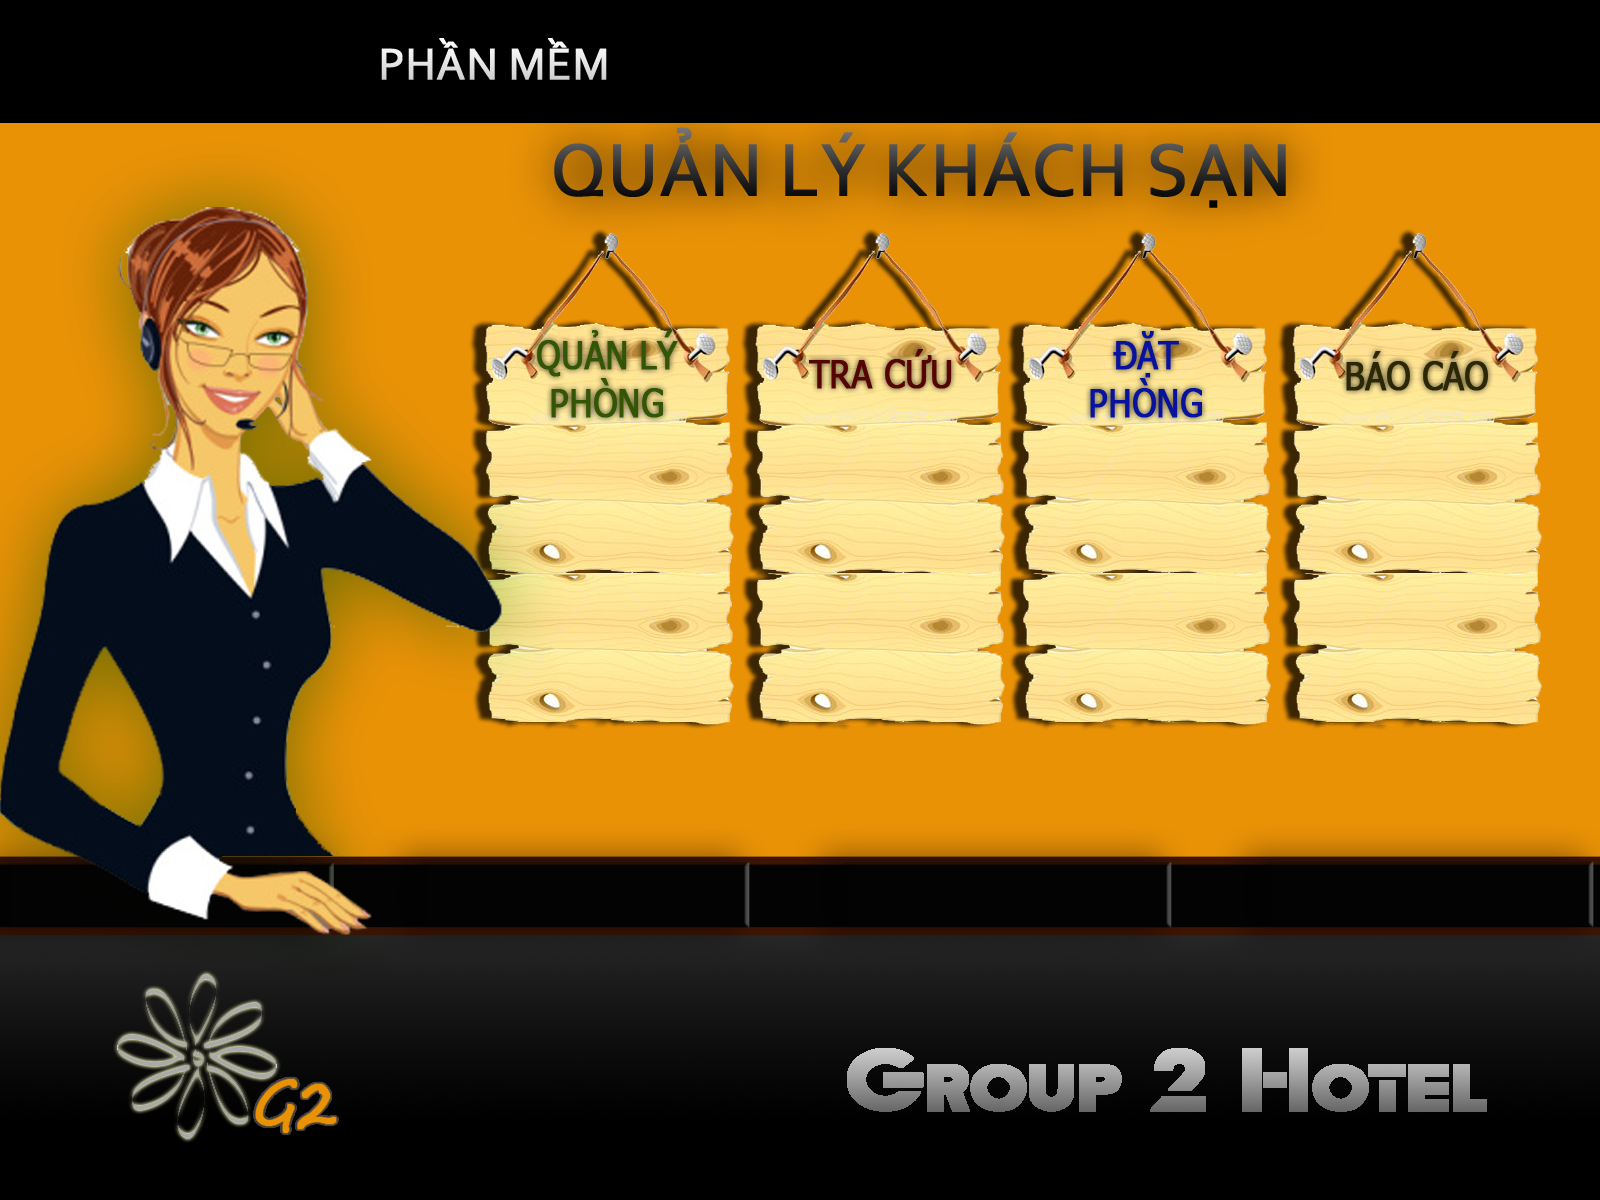 PHẦN MỀM
QUẢN LÝ KHÁCH SẠN
QUẢN LÝ
PHÒNG
TRA CỨU
ĐẶT
PHÒNG
BÁO CÁO
G2
GROUP 2 HOTEL